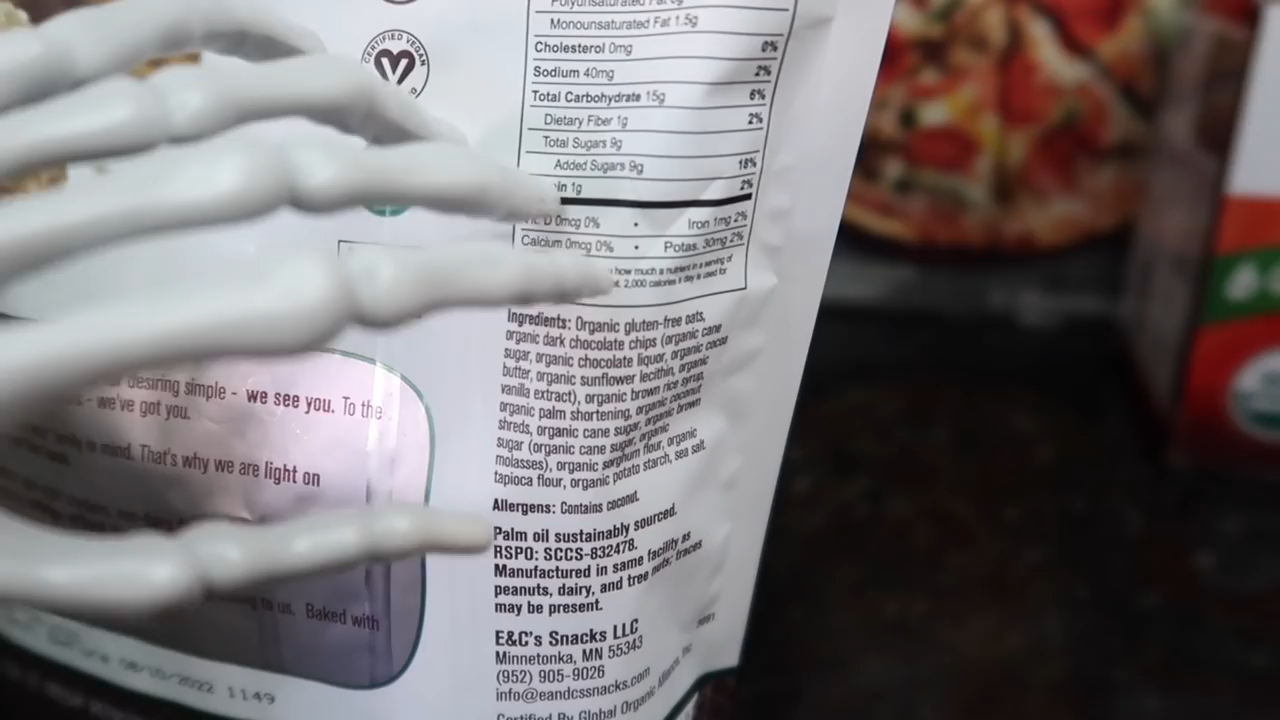 CERTIFIED VEGAN
Polyunsaturated Fat
Monounsaturated Fat 1.5g
Cholesterol 0mg 0%
Sodium 40mg 2%
Total Carbohydrate 15g 6%
Dietary Fiber 1g 2%
Total Sugars 9g
Added Sugars 9g 18%
in 1g 2%
D 0mcg 0% • Iron 1mg 2%
Calcium 0mcg 0% • Potas. 30mg 2%
how much a nutrient in a serving of
2,000 calories a day is used for
Ingredients: Organic gluten-free oats,
organic dark chocolate chips (organic cane
sugar, organic chocolate liquor, organic cocoa
butter, organic sunflower lecithin, organic
vanilla extract), organic brown rice syrup,
organic palm shortening, organic coconut
shreds, organic cane sugar, organic brown
sugar (organic cane sugar, organic
molasses), organic sorghum flour, organic
tapioca flour, organic potato starch, sea salt.
Allergens: Contains coconut.
Palm oil sustainably sourced.
RSPO: SCCS-832478.
Manufactured in same facility as
peanuts, dairy, and tree nuts; traces
may be present.
E&C's Snacks LLC
Minnetonka, MN 55343
(952) 905-9026
info@eandcssnacks.com
Certified By Global Organic Alliance, Inc
desiring simple - we see you. To the
- we've got you.
mind. That's why we are light on
to us. Baked with
08/10/2022 1149